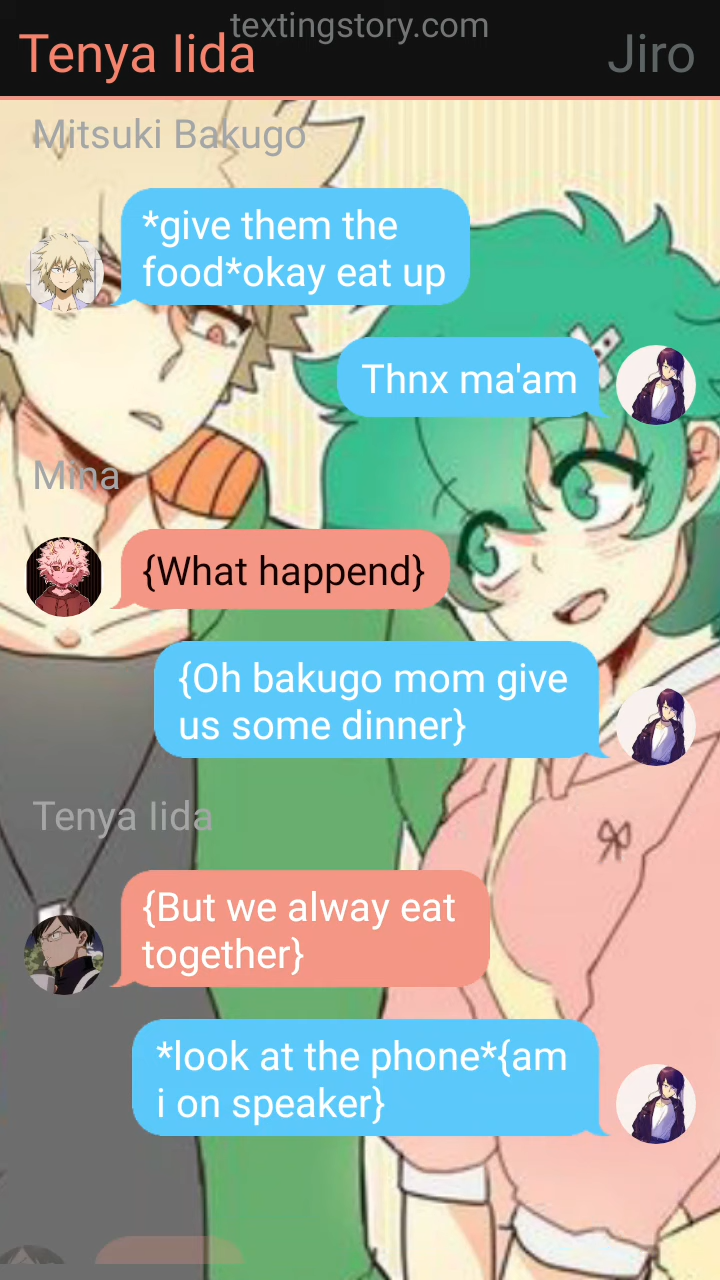 textingstory.com
Tenya Iida
Jiro
Mitsuki Bakugo
*give them the
food*okay eat up
Thnx ma'am
Mina
{What happend}
{Oh bakugo mom give
us some dinner}
Tenya Iida
{But we alway eat
together}
*look at the phone*{am
i on speaker}